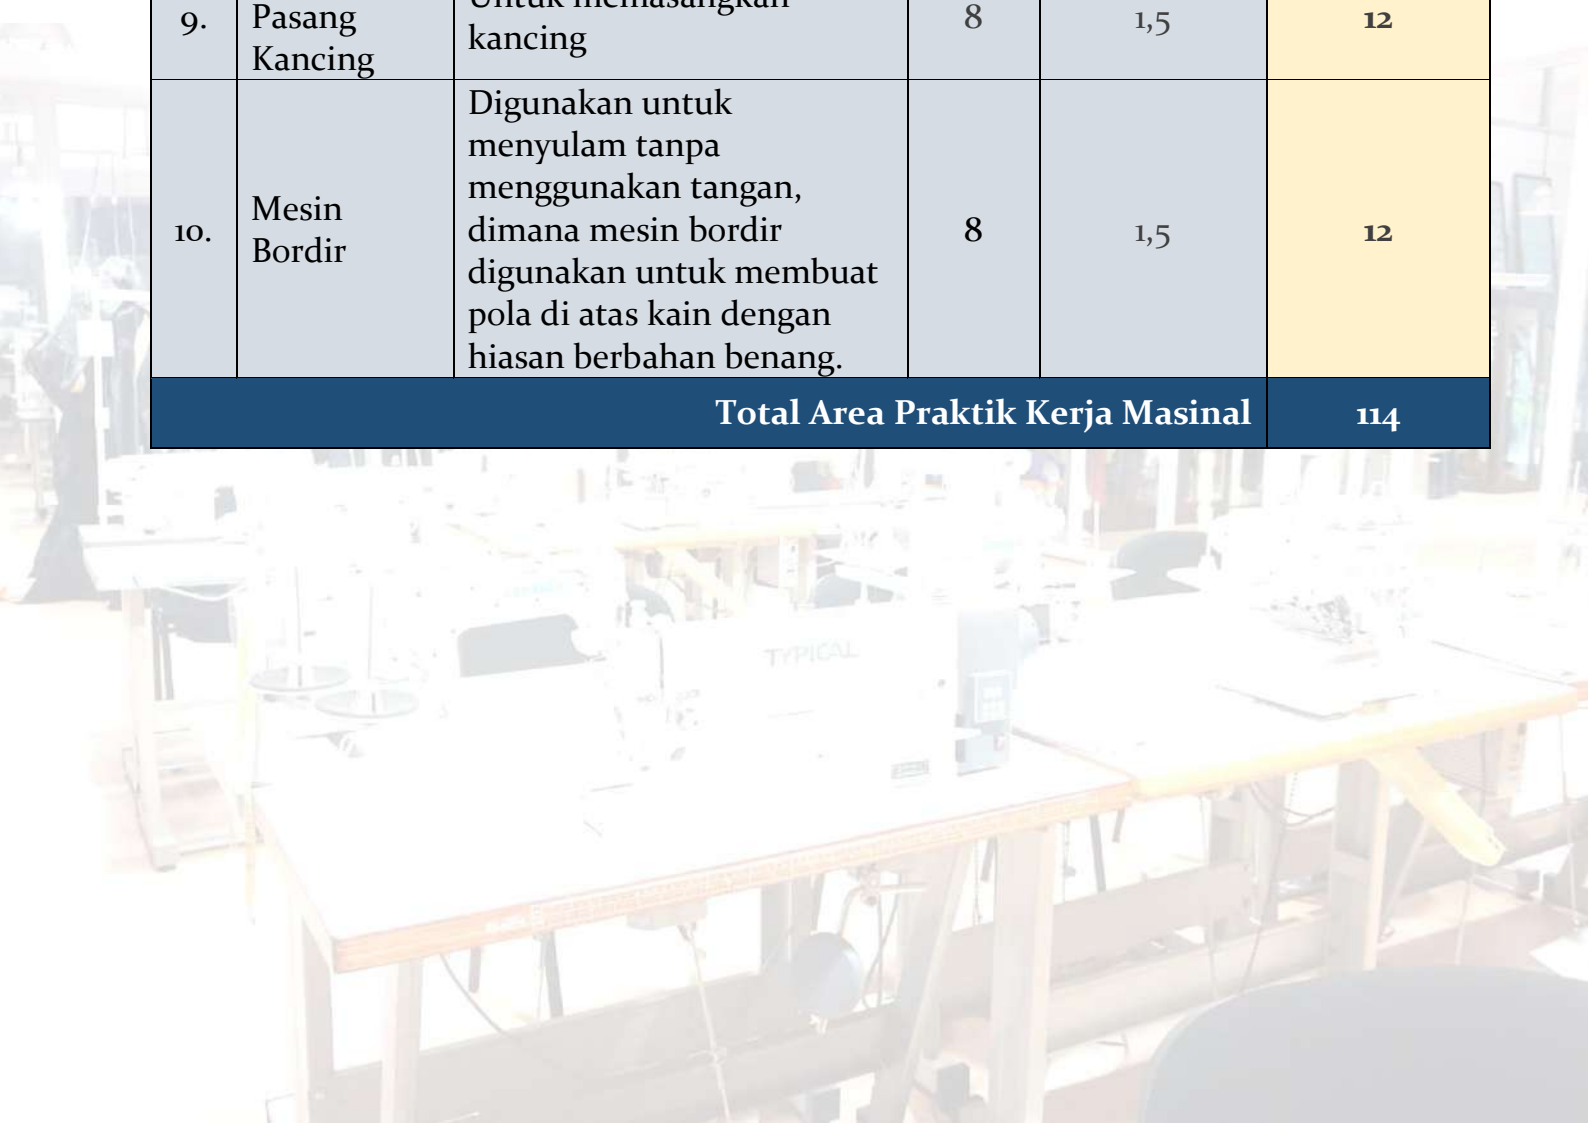 Untuk memasangkan
9.
Pasang
kancing
8
1,5
12
Kancing
Digunakan untuk
menyulam tanpa
menggunakan tangan,
10.
Mesin
Bordir
dimana mesin bordir
digunakan untuk membuat
pola di atas kain dengan
hiasan berbahan benang.
8
1,5
12
Total Area Praktik Kerja Masinal
114
TYPICAL